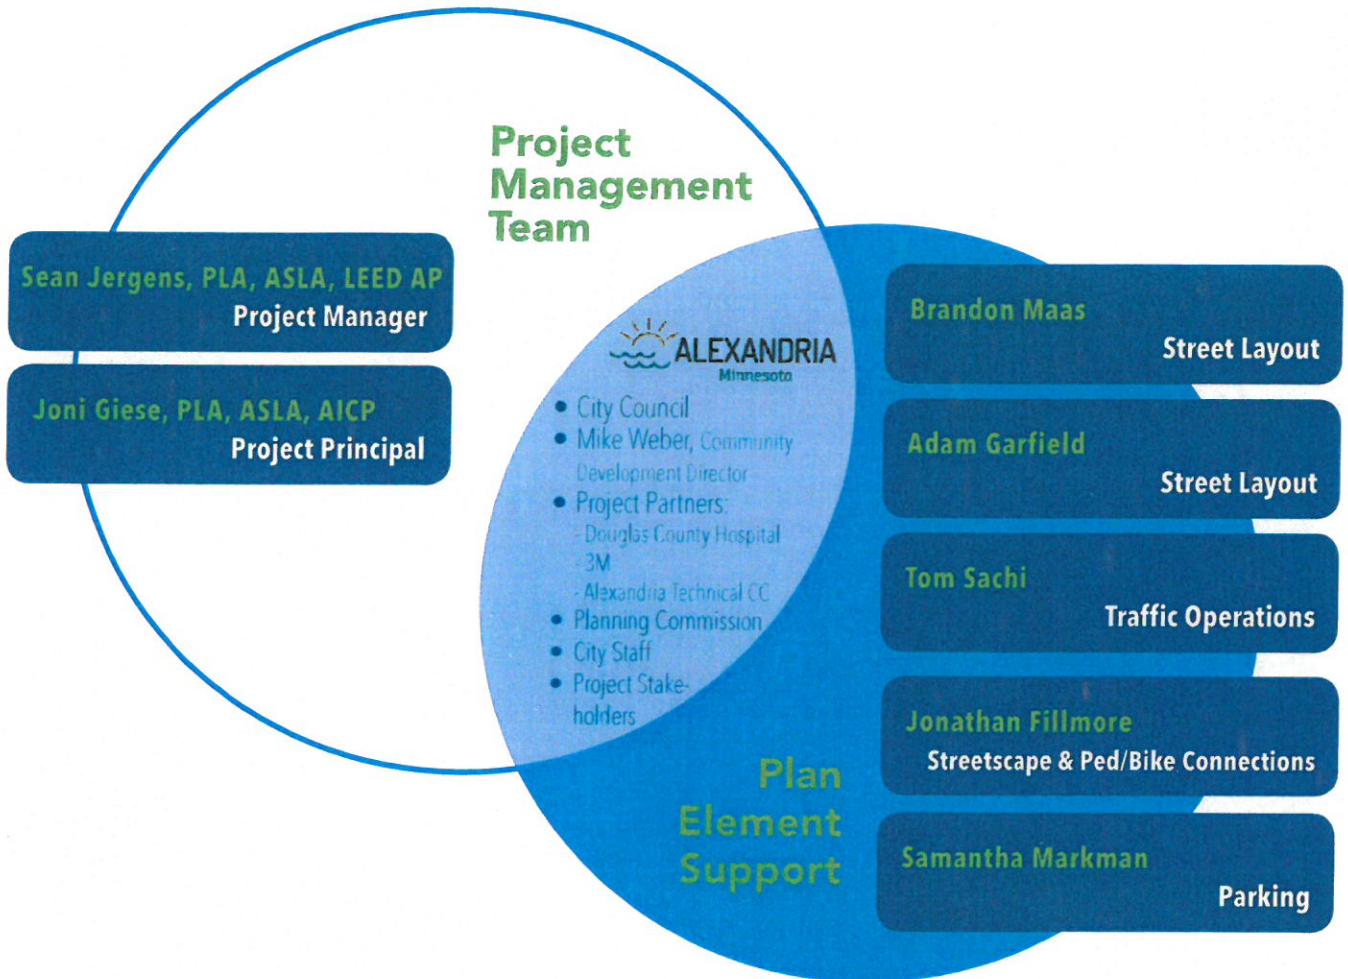 Project
Management
Team
Sean Jergens, PLA, ASLA, LEED AP
Project Manager
Joni Giese, PLA, ASLA, AICP
Project Principal
ALEXANDRIA
Minnesota
• City Council
• Mike Weber, Community
Development Director
• Project Partners:
- Douglas County Hospital
- 3M
- Alexandria Technical CC
• Planning Commission
• City Staff
• Project Stake-
holders
Brandon Maas
Street Layout
Adam Garfield
Street Layout
Tom Sachi
Traffic Operations
Jonathan Fillmore
Streetscape & Ped/Bike Connections
Samantha Markman
Parking
Plan
Element
Support